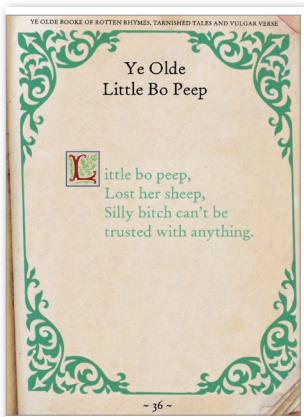 YE OLDE BOOKE OF ROTTEN RHYMES, TARNISHED TALES AND VULGAR VERSE
Ye Olde
Little Bo Peep
Little bo peep,
Lost her sheep,
Silly bitch can't be
trusted with anything.
~ 36 ~